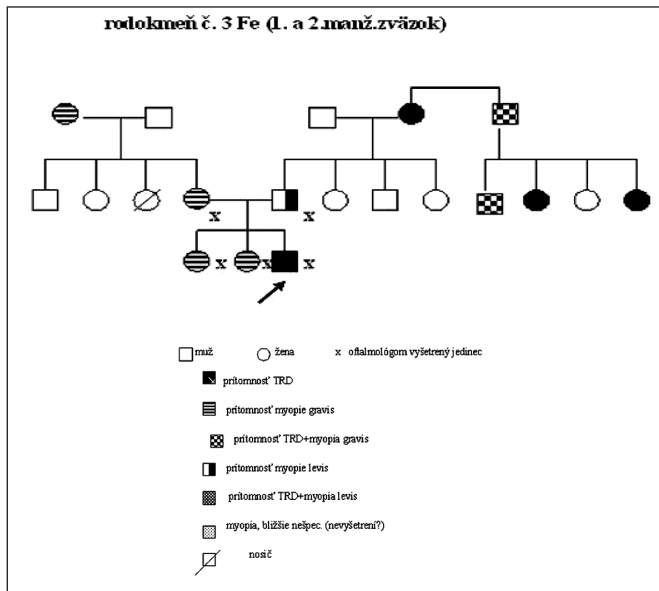 rodokmeň č. 3 Fe (1. a 2.manž.zväzok)
x x
x x x
muž žena x oftalmológom vyšetrený jedinec
prítomnosť TRD
prítomnosť myopie gravis
prítomnosť TRD+myopia gravis
prítomnosť myopie levis
prítomnosť TRD+myopia levis
myopia, bližšie nešpec. (nevyšetrení?)
nosič